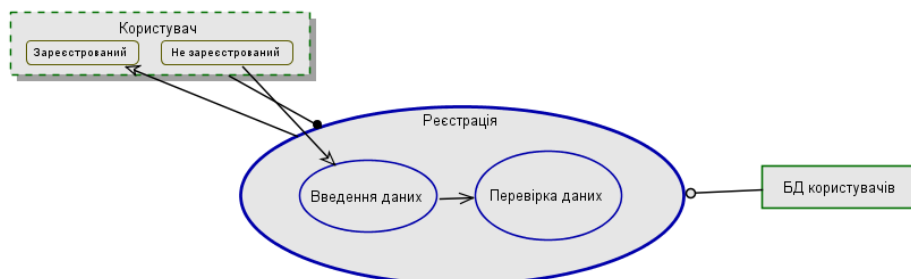 Користувач
Зареєстрований
Не зареєстрований
Реєстрація
Введення даних
Перевірка даних
БД користувачів